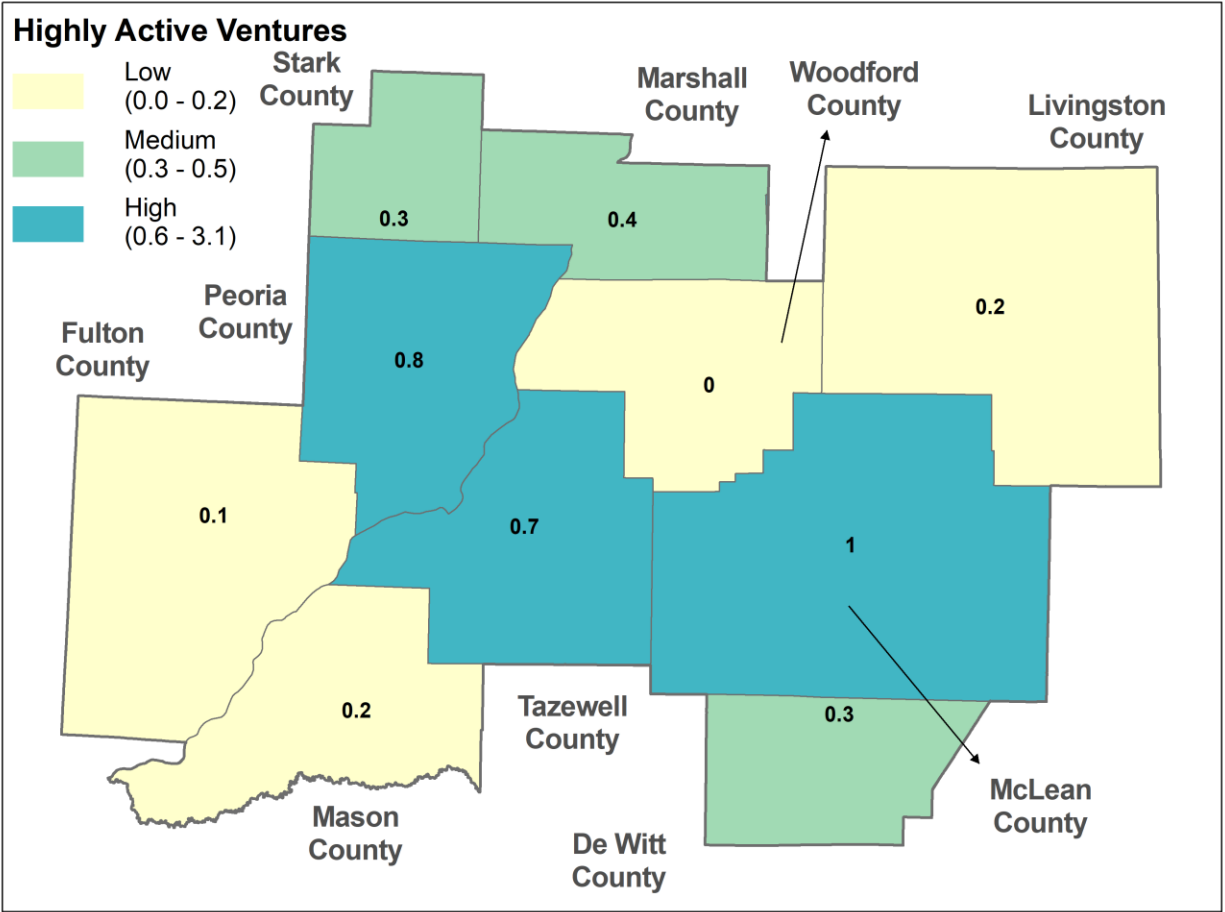 Highly Active Ventures
Low
(0.0 - 0.2)
Medium
(0.3 - 0.5)
High
(0.6 - 3.1)
Stark
County
Marshall
County
Woodford
County
Livingston
County
0.3
0.4
0.2
Peoria
County
Fulton
County
0.8
0
0.1
0.7
1
0.2
Tazewell
County
0.3
Mason
County
De Witt
County
McLean
County